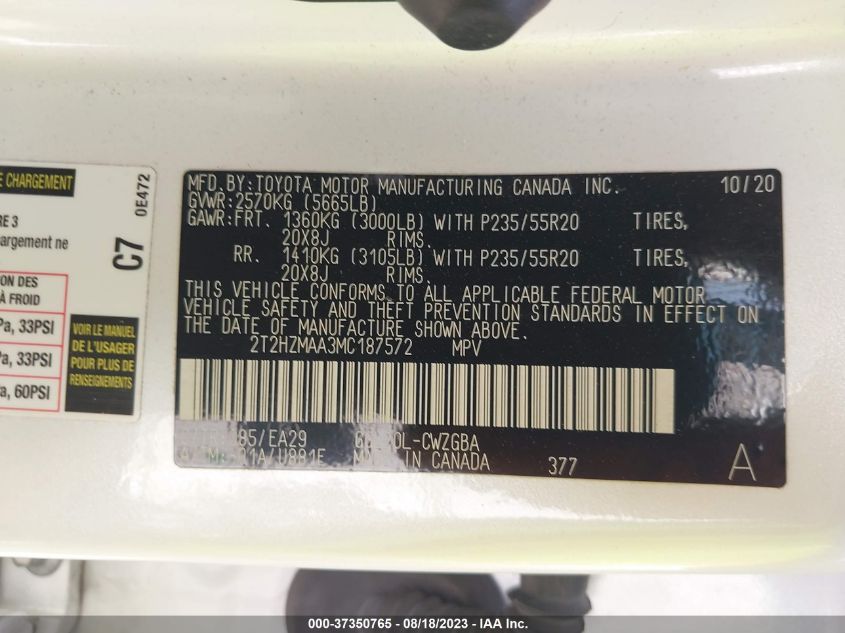 E CHARGEMENT
RE 3
chargement ne
C7
0E472
ION DES
À FROID
Pa, 33PSI
a, 33PSI
a, 60PSI
VOIR LE MANUEL
DE L'USAGER
POUR PLUS DE
RENSEIGNEMENTS
MFD.BY:TOYOTA MOTOR MANUFACTURING CANADA INC. 10/20
GVWR:2570KG (5665LB)
GAWR:FRT. 1360KG (3000LB) WITH P235/55R20 TIRES,
20X8J RIMS.
RR. 1410KG (3105LB) WITH P235/55R20 TIRES,
20X8J RIMS.
THIS VEHICLE CONFORMS TO ALL APPLICABLE FEDERAL MOTOR
VEHICLE SAFETY AND THEFT PREVENTION STANDARDS IN EFFECT ON
THE DATE OF MANUFACTURE SHOWN ABOVE.
2T2HZMAA3MC187572 MPV
/EA29 -CWZGBA
IN CANADA 377
A
000-37350765 - 08/18/2023 - IAA Inc.